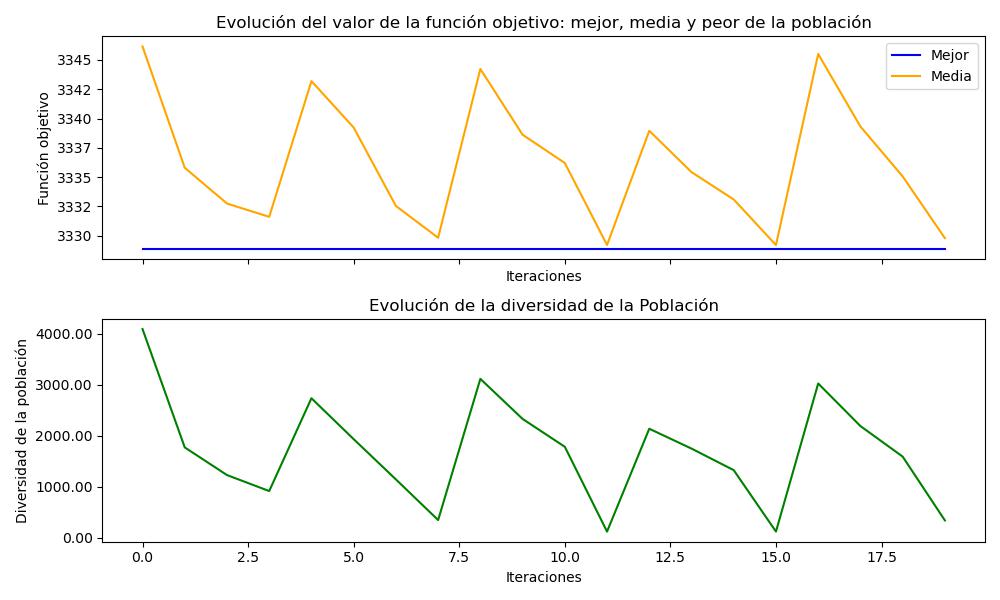 Evolución del valor de la función objetivo: mejor, media y peor de la población
Función objetivo
3345
3342
3340
3337
3335
3332
3330
Mejor
Media
Iteraciones
Evolución de la diversidad de la Población
Diversidad de la población
4000.00
3000.00
2000.00
1000.00
0.00
0.0 2.5 5.0 7.5 10.0 12.5 15.0 17.5
Iteraciones